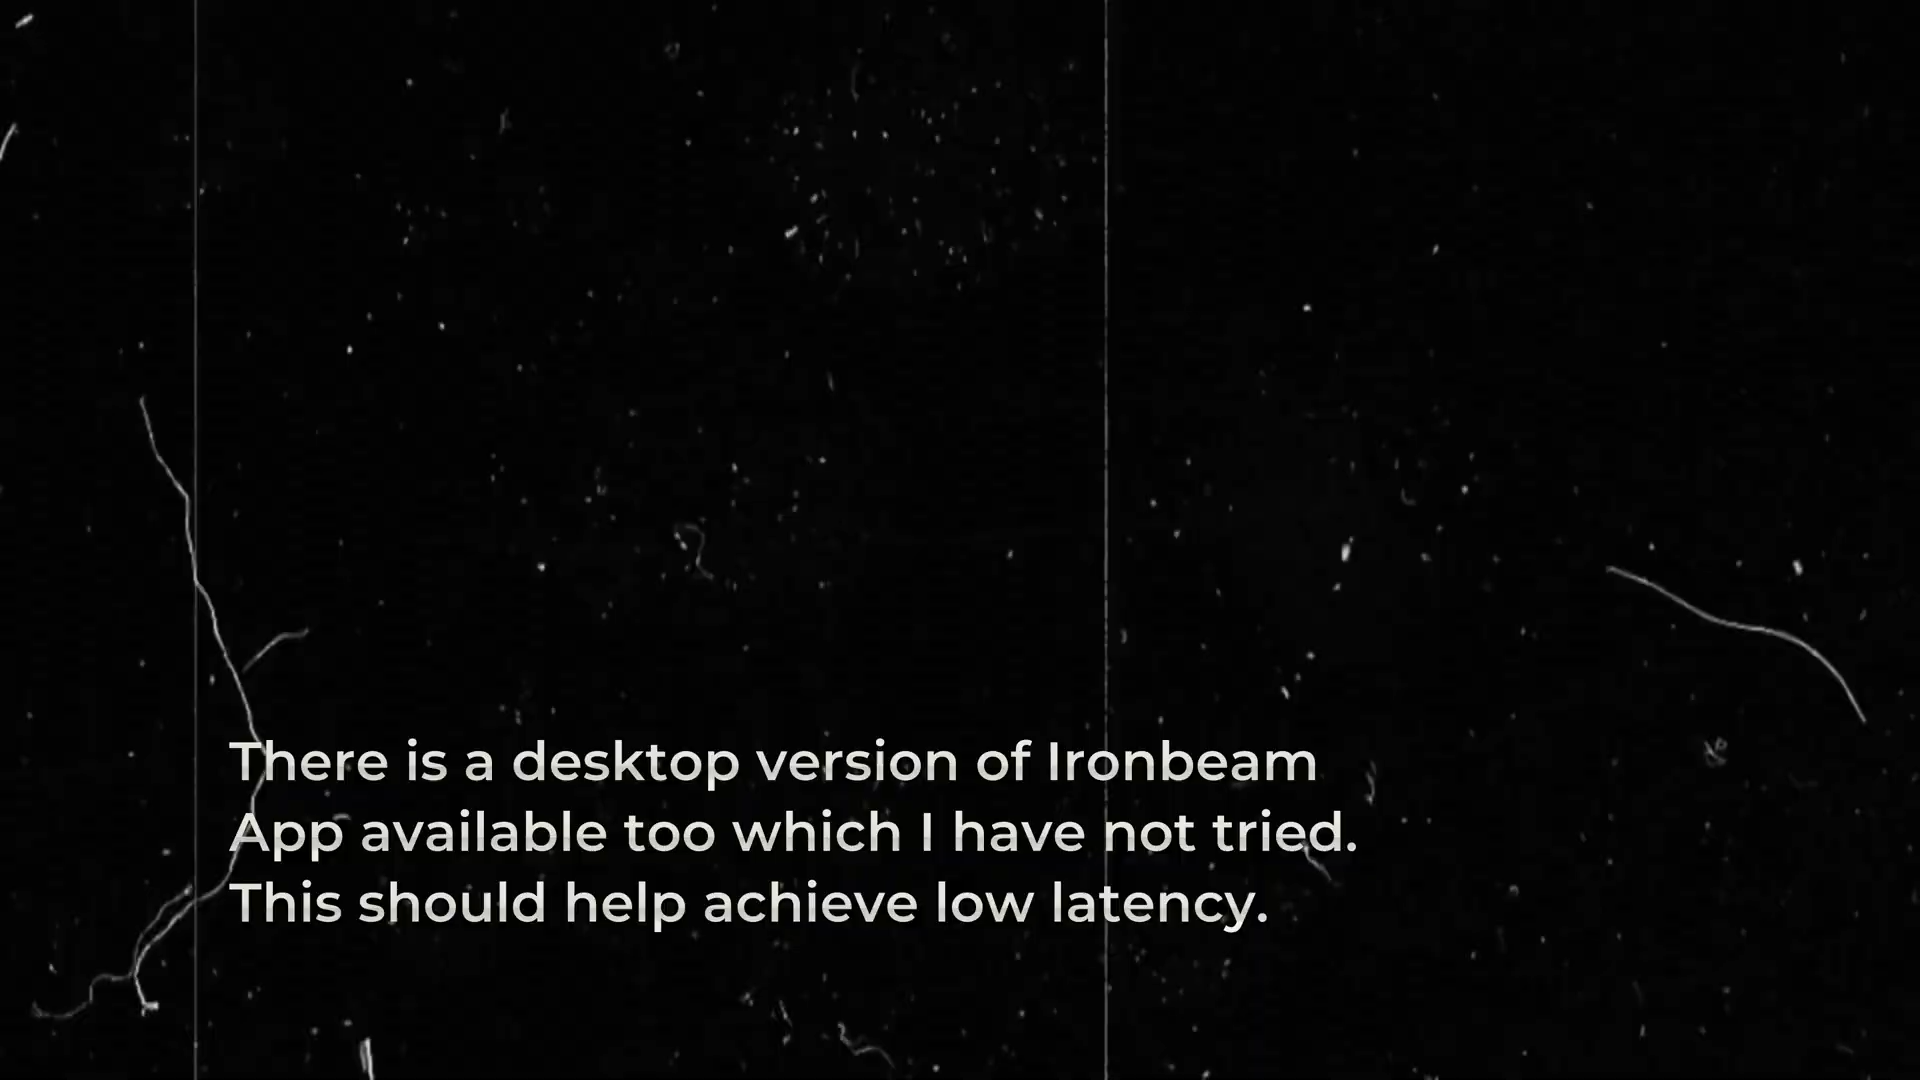 There is a desktop version of Ironbeam
App available too which I have not tried.
This should help achieve low latency.